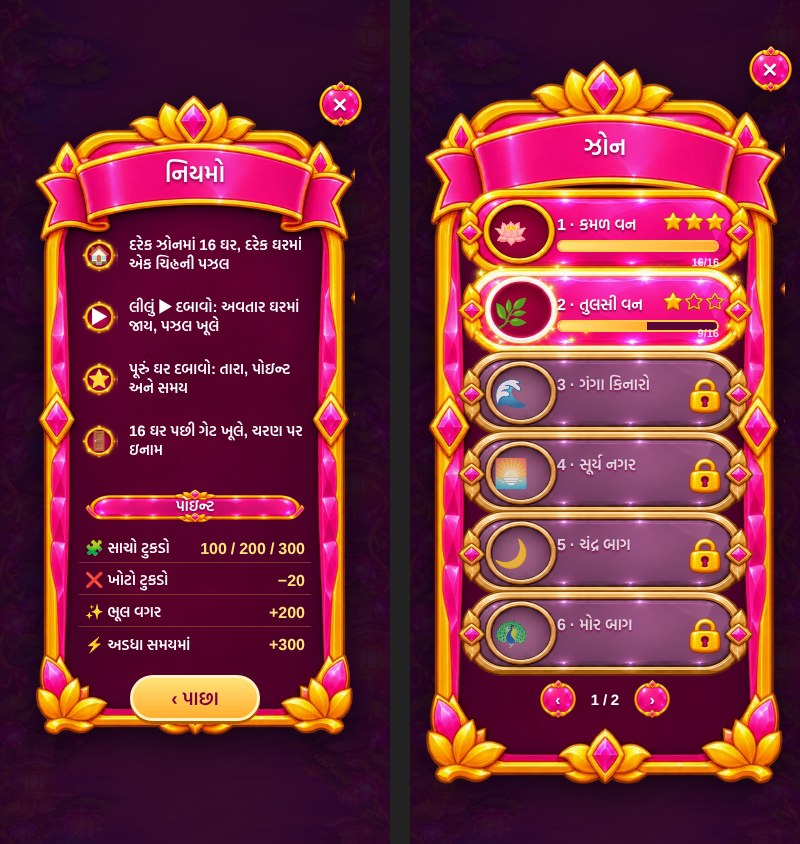 નિયમો
દરેક ઝોનમાં 16 ઘર, દરેક ઘરમાં
એક ચિહ્નની પઝલ
લીલું ▶ દબાવો: અવતાર ઘરમાં
જાય, પઝલ ખૂલે
પૂરું ઘર દબાવો: તારા, પોઇન્ટ
અને સમય
16 ઘર પછી ગેટ ખૂલે, ચરણ પર
ઇનામ
પોઇન્ટ
સાચો ટુકડો 100 / 200 / 300
ખોટો ટુકડો −20
ભૂલ વગર +200
અડધા સમયમાં +300
‹ પાછા
ઝોન
1 · કમળ વન
16/16
2 · તુલસી વન
9/16
3 · ગંગા કિનારો
4 · સૂર્ય નગર
5 · ચંદ્ર બાગ
6 · મોર બાગ
‹ 1 / 2 ›